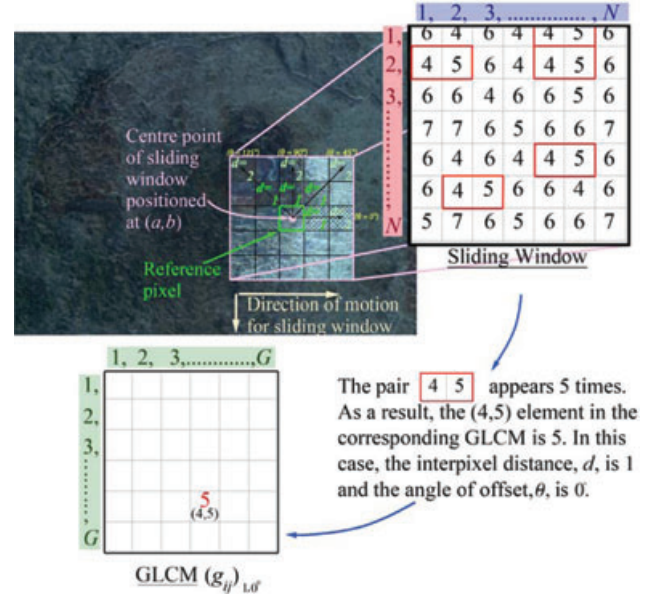 1, 2, 3, .............. , N
1,
2,
3,
N
6 4 6 4 4 5 6
4 5 6 4 4 5 6
6 6 4 6 6 5 6
7 7 6 5 6 6 7
6 4 6 4 4 5 6
6 4 5 6 6 4 6
5 7 6 5 6 6 7
Sliding Window
Centre point
of sliding
window
positioned
at (a,b)
Reference
pixel
d=
2
d=
2
d=
2
Direction of motion
for sliding window
1, 2, 3,............,G
1,
2,
3,
G
5
(4,5)
GLCM (gij)
The pair 4 5 appears 5 times.
As a result, the (4,5) element in the
corresponding GLCM is 5. In this
case, the interpixel distance, d, is 1
and the angle of offset,θ, is 0°.